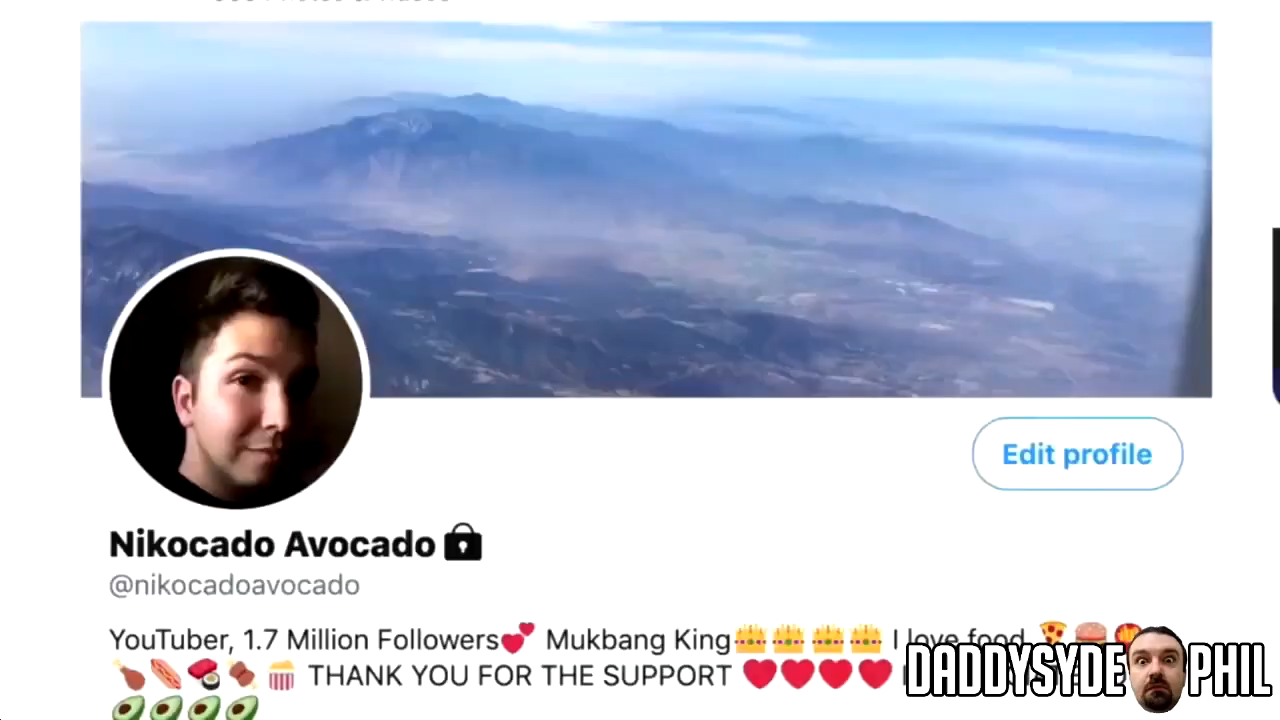 Nikocado Avocado
@nikocadoavocado
Edit profile
YouTuber, 1.7 Million Followers💕 Mukbang King👑👑👑👑 I love food 🍕🍔
🍗🌭🍣🍖🍿 THANK YOU FOR THE SUPPORT ❤️❤️❤️❤️
🥑🥑🥑🥑
DADDYSYDE PHIL